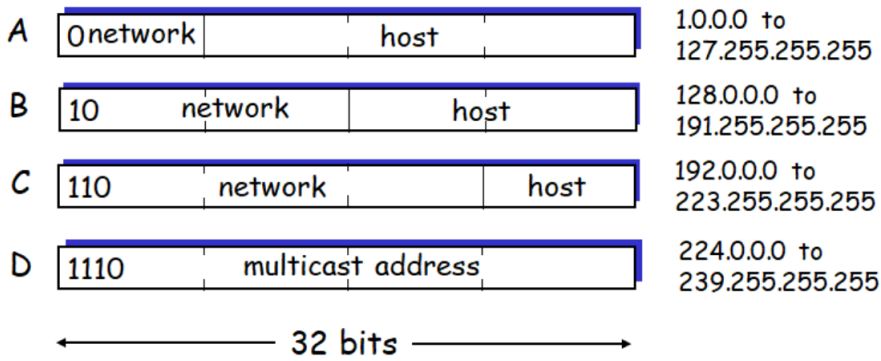 A 0 network host 1.0.0.0 to
127.255.255.255
B 10 network host 128.0.0.0 to
191.255.255.255
C 110 network host 192.0.0.0 to
223.255.255.255
D 1110 multicast address 224.0.0.0 to
239.255.255.255
32 bits